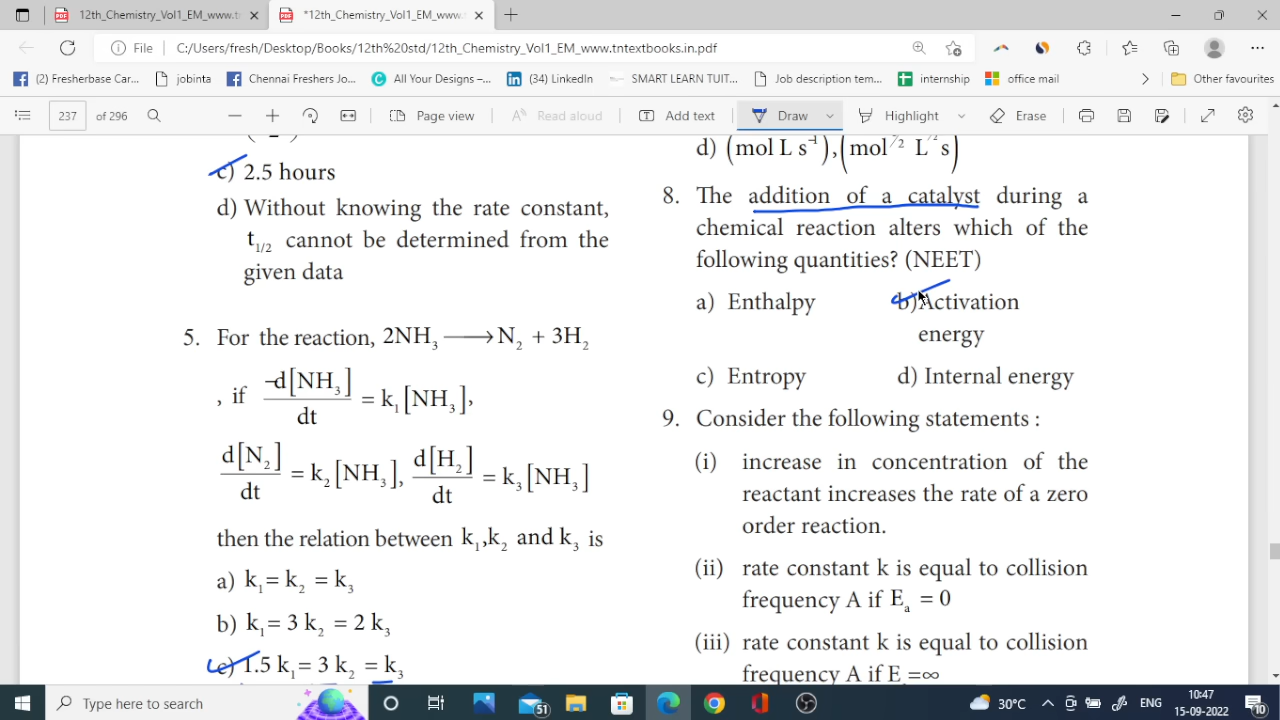 12th_Chemistry_Vol1_EM_www.tr
*12th_Chemistry_Vol1_EM_www.
File
C:/Users/fresh/Desktop/Books/12th%20std/12th_Chemistry_Vol1_EM_www.tntextbooks.in.pdf
(2) Fresherbase Car...
jobinta
Chennai Freshers Jo...
All Your Designs –...
(34) LinkedIn
SMART LEARN TUIT...
Job description tem...
internship
office mail
Other favourites
237 of 296
Page view
Read aloud
Add text
Draw
Highlight
Erase
c) 2.5 hours
d) Without knowing the rate constant,
t1/2 cannot be determined from the
given data
5. For the reaction, 2NH₃ ⟶ N₂ + 3H₂
, if -d[NH₃]/dt = k₁[NH₃],
d[N₂]/dt = k₂[NH₃], d[H₂]/dt = k₃[NH₃]
then the relation between k₁,k₂ and k₃ is
a) k₁= k₂ = k₃
b) k₁= 3 k₂ = 2 k₃
c) 1.5 k₁= 3 k₂ = k₃
d) (mol L s⁻¹),(mol^1/2 L^1/2 s)
8. The addition of a catalyst during a
chemical reaction alters which of the
following quantities? (NEET)
a) Enthalpy
b) Activation
energy
c) Entropy
d) Internal energy
9. Consider the following statements :
(i) increase in concentration of the
reactant increases the rate of a zero
order reaction.
(ii) rate constant k is equal to collision
frequency A if Eₐ = 0
(iii) rate constant k is equal to collision
frequency A if E =∞
Type here to search
51
30°C
ENG
10:47
15-09-2022
10